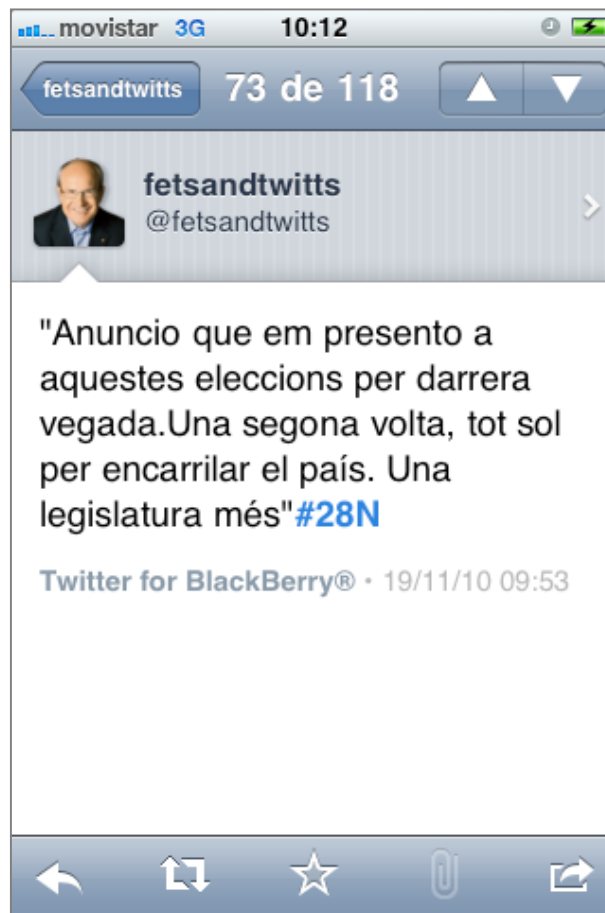 movistar 3G 10:12
fetsandtwitts 73 de 118
fetsandtwitts
@fetsandtwitts
"Anuncio que em presento a
aquestes eleccions per darrera
vegada.Una segona volta, tot sol
per encarrilar el país. Una
legislatura més"#28N
Twitter for BlackBerry® • 19/11/10 09:53